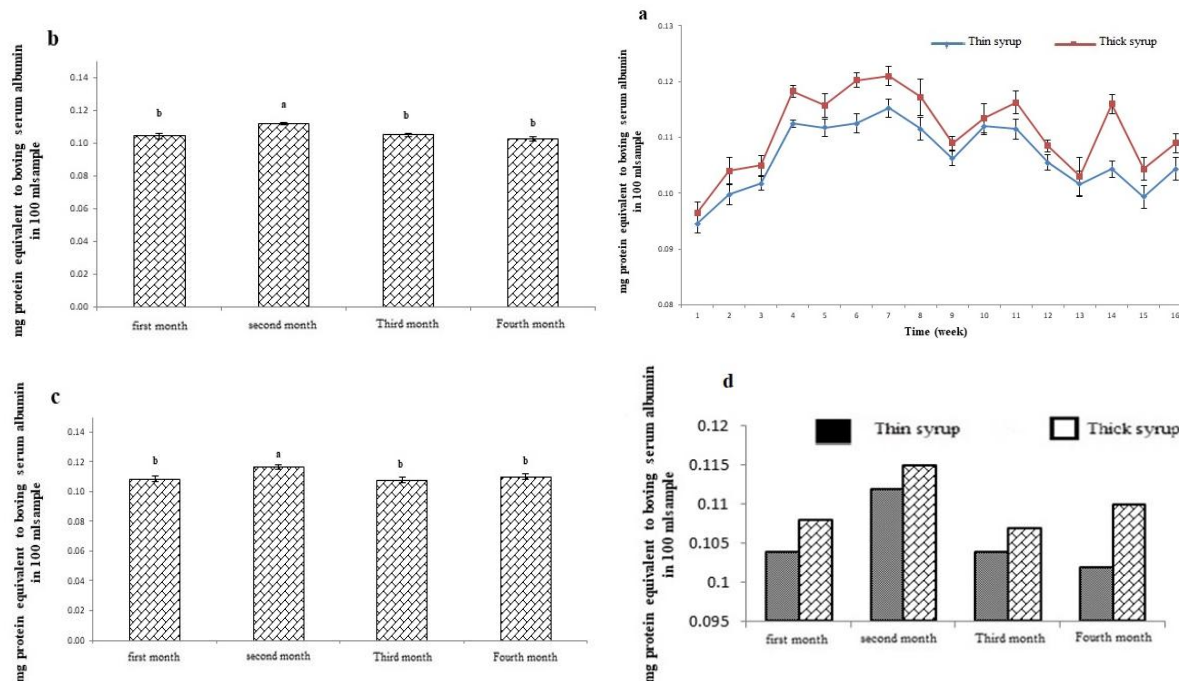 b
mg protein equivalent to boving serum albumin
in 100 mlsample
0.14
0.12
0.10
0.08
0.06
0.04
0.02
0.00
b
a
b
b
first month
second month
Third month
Fourth month
a
mg protein equivalent to boving serum albumin
in 100 mlsample
Thin syrup
Thick syrup
0.13
0.12
0.11
0.10
0.09
0.08
1 2 3 4 5 6 7 8 9 10 11 12 13 14 15 16
Time (week)
c
mg protein equivalent to boving serum albumin
in 100 mlsample
0.14
0.12
0.10
0.08
0.06
0.04
0.02
0.00
b
a
b
b
first month
second month
Third month
Fourth month
d
mg protein equivalent to boving serum albumin
in 100 mlsample
Thin syrup
Thick syrup
0.12
0.115
0.11
0.105
0.1
0.095
first month
second month
Third month
Fourth month